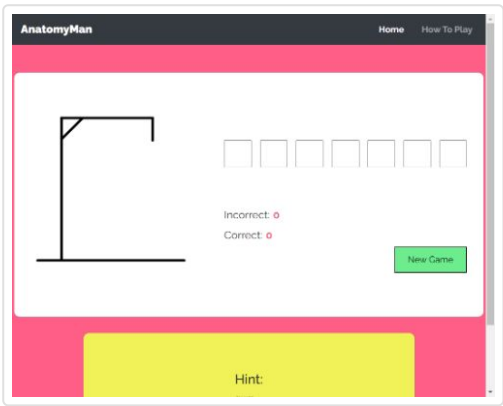 AnatomyMan
Home How To Play
Incorrect: 0
Correct: 0
New Game
Hint: